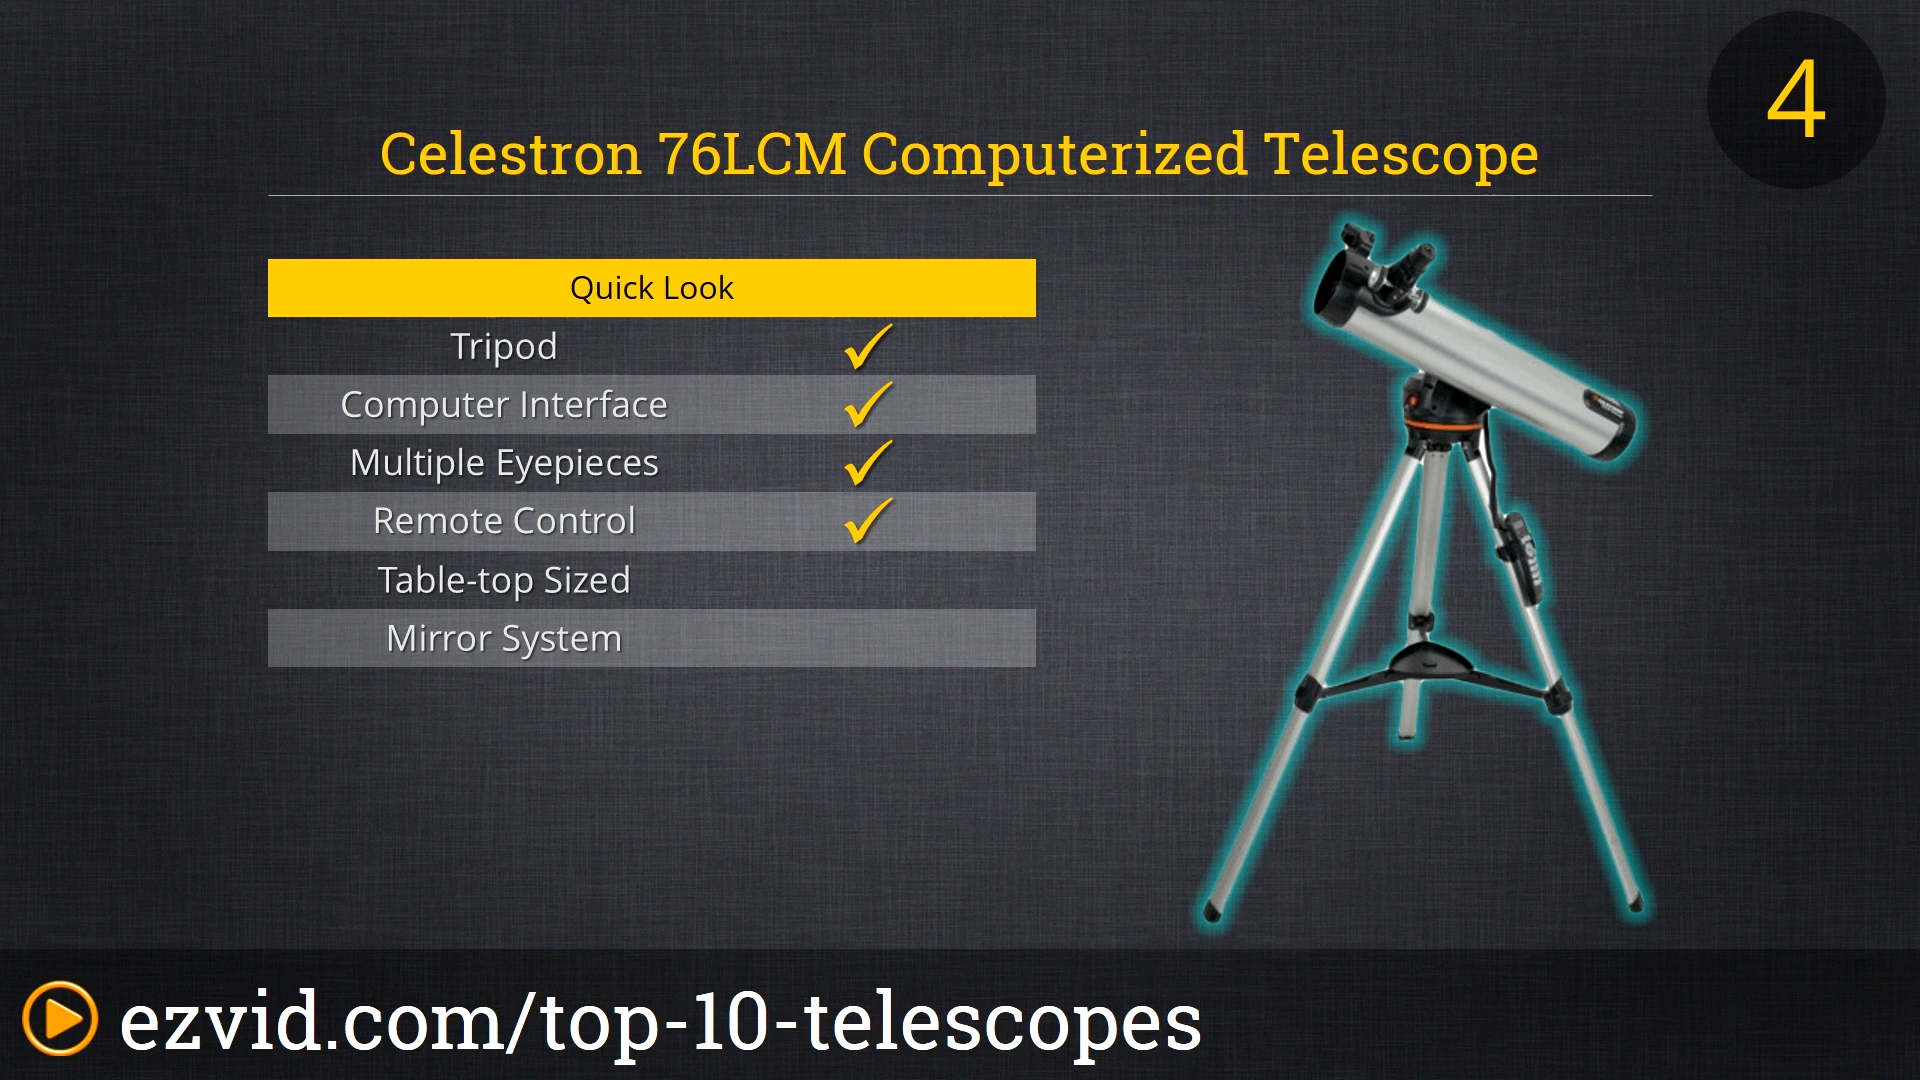 4
Celestron 76LCM Computerized Telescope
Quick Look
Tripod
Computer Interface
Multiple Eyepieces
Remote Control
Table-top Sized
Mirror System
ezvid.com/top-10-telescopes